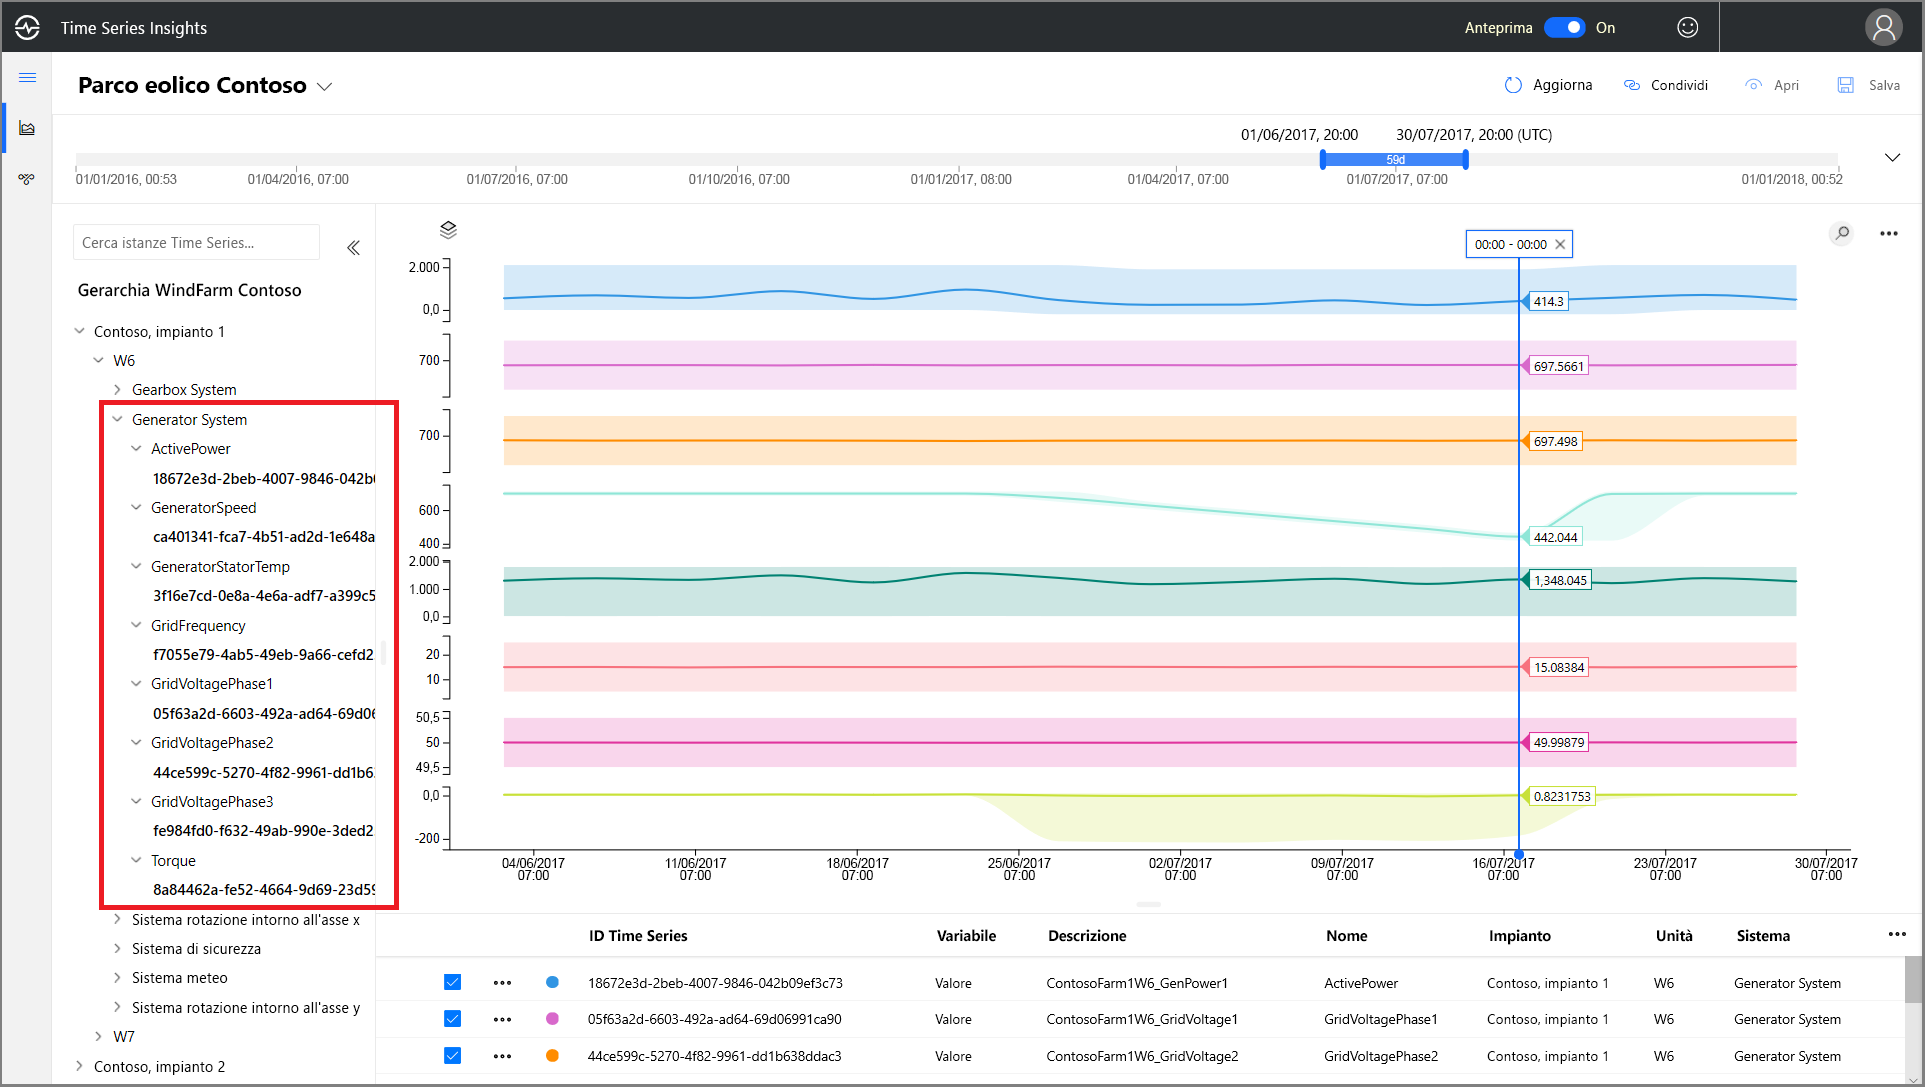 Time Series Insights
Anteprima On
Parco eolico Contoso
Aggiorna Condividi Apri Salva
01/06/2017, 20:00 30/07/2017, 20:00 (UTC)
59d
01/01/2016, 00:53 01/04/2016, 07:00 01/07/2016, 07:00 01/10/2016, 07:00 01/01/2017, 08:00 01/04/2017, 07:00 01/07/2017, 07:00 01/01/2018, 00:52
Cerca istanze Time Series...
Gerarchia WindFarm Contoso
Contoso, impianto 1
W6
Gearbox System
Generator System
ActivePower
18672e3d-2beb-4007-9846-042b
GeneratorSpeed
ca401341-fca7-4b51-ad2d-1e648a
GeneratorStatorTemp
3f16e7cd-0e8a-4e6a-adf7-a399c5
GridFrequency
f7055e79-4ab5-49eb-9a66-cefd2
GridVoltagePhase1
05f63a2d-6603-492a-ad64-69d06
GridVoltagePhase2
44ce599c-5270-4f82-9961-dd1b6
GridVoltagePhase3
fe984fd0-f632-49ab-990e-3ded2
Torque
8a84462a-fe52-4664-9d69-23d59
Sistema rotazione intorno all'asse x
Sistema di sicurezza
Sistema meteo
Sistema rotazione intorno all'asse y
W7
Contoso, impianto 2
00:00 - 00:00
2.000
0,0
414.3
700
697.5661
700
697.498
600
400
442.044
2.000
1.000
0,0
1,348.045
20
10
15.08384
50,5
50
49,5
49.99879
0,0
-200
0.8231753
04/06/2017 11/06/2017 18/06/2017 25/06/2017 02/07/2017 09/07/2017 16/07/2017 23/07/2017 30/07/2017
07:00 07:00 07:00 07:00 07:00 07:00 07:00 07:00 07:00
ID Time Series Variabile Descrizione Nome Impianto Unità Sistema
18672e3d-2beb-4007-9846-042b09ef3c73 Valore ContosoFarm1W6_GenPower1 ActivePower Contoso, impianto 1 W6 Generator System
05f63a2d-6603-492a-ad64-69d06991ca90 Valore ContosoFarm1W6_GridVoltage1 GridVoltagePhase1 Contoso, impianto 1 W6 Generator System
44ce599c-5270-4f82-9961-dd1b638ddac3 Valore ContosoFarm1W6_GridVoltage2 GridVoltagePhase2 Contoso, impianto 1 W6 Generator System